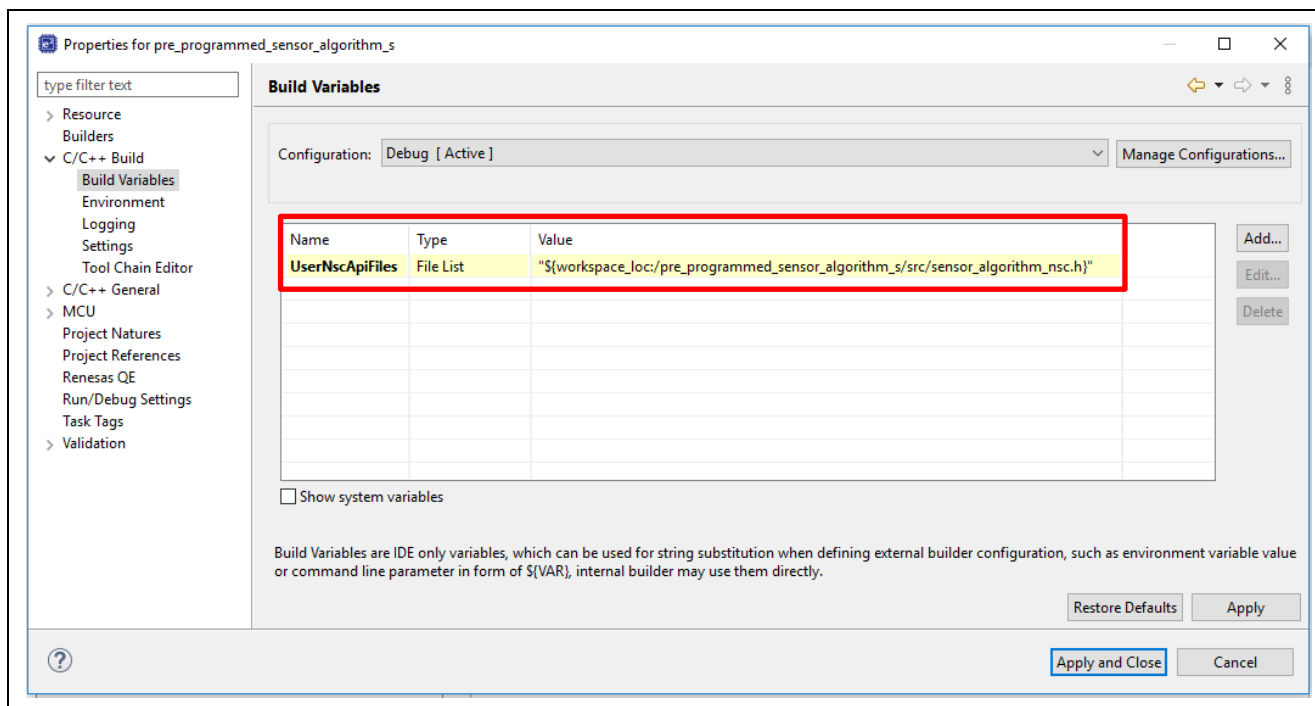 Properties for pre_programmed_sensor_algorithm_s
type filter text
Resource
Builders
C/C++ Build
Build Variables
Environment
Logging
Settings
Tool Chain Editor
C/C++ General
MCU
Project Natures
Project References
Renesas QE
Run/Debug Settings
Task Tags
Validation
Build Variables
Configuration: Debug [ Active ] Manage Configurations...
Name Type Value
UserNscApiFiles File List "${workspace_loc:/pre_programmed_sensor_algorithm_s/src/sensor_algorithm_nsc.h}"
Add...
Edit...
Delete
Show system variables
Build Variables are IDE only variables, which can be used for string substitution when defining external builder configuration, such as environment variable value
or command line parameter in form of ${VAR}, internal builder may use them directly.
Restore Defaults Apply
? Apply and Close Cancel